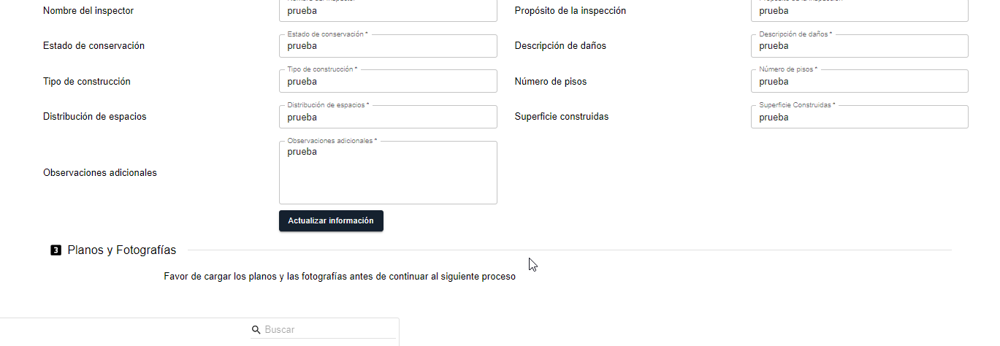 Nombre del inspector
prueba
Propósito de la inspección
prueba
Estado de conservación
Estado de conservación *
prueba
Descripción de daños
Descripción de daños *
prueba
Tipo de construcción
Tipo de construcción *
prueba
Número de pisos
Número de pisos *
prueba
Distribución de espacios
Distribución de espacios *
prueba
Superficie construidas
Superficie Construidas *
prueba
Observaciones adicionales
Observaciones adicionales *
prueba
Actualizar información
3 Planos y Fotografías
Favor de cargar los planos y las fotografías antes de continuar al siguiente proceso
Buscar